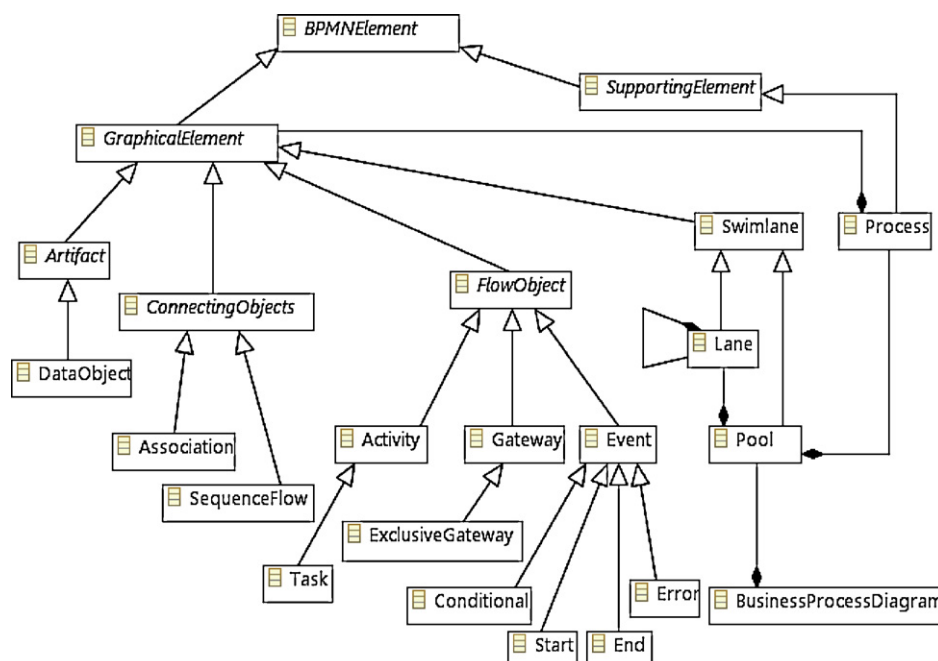 BPMNElement
SupportingElement
GraphicalElement
Swimlane
Process
Artifact
FlowObject
ConnectingObjects
Lane
DataObject
Association
Activity
Gateway
Event
Pool
SequenceFlow
ExclusiveGateway
Task
Conditional
Error
BusinessProcessDiagram
Start
End